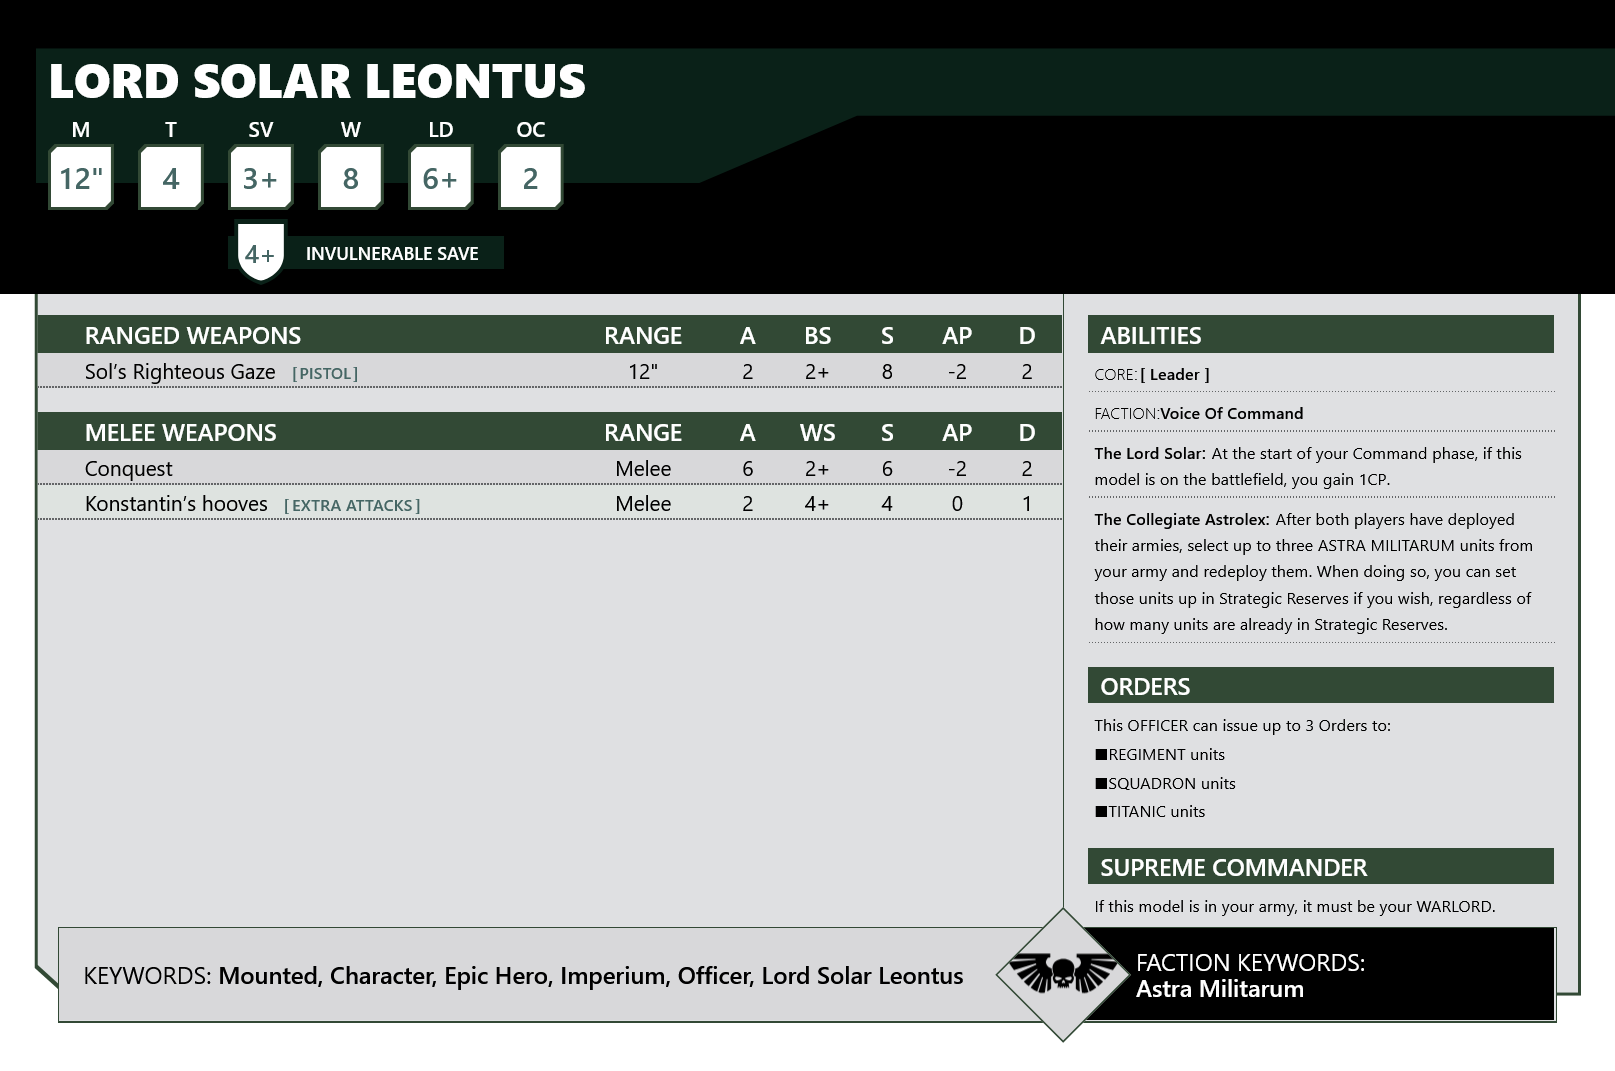 LORD SOLAR LEONTUS
M T SV W LD OC
12" 4 3+ 8 6+ 2
4+ INVULNERABLE SAVE
RANGED WEAPONS RANGE A BS S AP D
Sol's Righteous Gaze [PISTOL] 12" 2 2+ 8 -2 2
MELEE WEAPONS RANGE A WS S AP D
Conquest Melee 6 2+ 6 -2 2
Konstantin's hooves [EXTRA ATTACKS] Melee 2 4+ 4 0 1
ABILITIES
CORE: [ Leader ]
FACTION:Voice Of Command
The Lord Solar: At the start of your Command phase, if this
model is on the battlefield, you gain 1CP.
The Collegiate Astrolex: After both players have deployed
their armies, select up to three ASTRA MILITARUM units from
your army and redeploy them. When doing so, you can set
those units up in Strategic Reserves if you wish, regardless of
how many units are already in Strategic Reserves.
ORDERS
This OFFICER can issue up to 3 Orders to:
■REGIMENT units
■SQUADRON units
■TITANIC units
SUPREME COMMANDER
If this model is in your army, it must be your WARLORD.
KEYWORDS: Mounted, Character, Epic Hero, Imperium, Officer, Lord Solar Leontus
FACTION KEYWORDS:
Astra Militarum